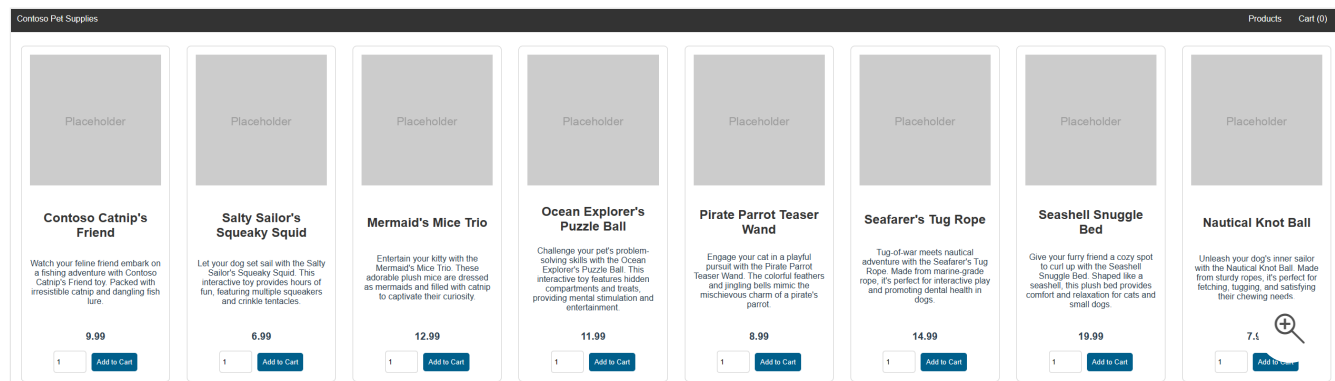 Contoso Pet Supplies
Products Cart (0)
Placeholder
Contoso Catnip's
Friend
Watch your feline friend embark on
a fishing adventure with Contoso
Catnip's Friend toy. Packed with
irresistible catnip and dangling fish
lure.
9.99
1 Add to Cart
Placeholder
Salty Sailor's
Squeaky Squid
Let your dog set sail with the Salty
Sailor's Squeaky Squid. This
interactive toy provides hours of
fun, featuring multiple squeakers
and crinkle tentacles.
6.99
1 Add to Cart
Placeholder
Mermaid's Mice Trio
Entertain your kitty with the
Mermaid's Mice Trio. These
adorable plush mice are dressed
as mermaids and filled with catnip
to captivate their curiosity.
12.99
1 Add to Cart
Placeholder
Ocean Explorer's
Puzzle Ball
Challenge your pet's problem-
solving skills with the Ocean
Explorer's Puzzle Ball. This
interactive toy features hidden
compartments and treats,
providing mental stimulation and
entertainment.
11.99
1 Add to Cart
Placeholder
Pirate Parrot Teaser
Wand
Engage your cat in a playful
pursuit with the Pirate Parrot
Teaser Wand. The colorful feathers
and jingling bells mimic the
mischievous charm of a pirate's
parrot.
8.99
1 Add to Cart
Placeholder
Seafarer's Tug Rope
Tug-of-war meets nautical
adventure with the Seafarer's Tug
Rope. Made from marine-grade
rope, it's perfect for interactive play
and promoting dental health in
dogs.
14.99
1 Add to Cart
Placeholder
Seashell Snuggle
Bed
Give your furry friend a cozy spot
to curl up with the Seashell
Snuggle Bed. Shaped like a
seashell, this plush bed provides
comfort and relaxation for cats and
small dogs.
19.99
1 Add to Cart
Placeholder
Nautical Knot Ball
Unleash your dog's inner sailor
with the Nautical Knot Ball. Made
from sturdy ropes, it's perfect for
fetching, tugging, and satisfying
their chewing needs.
1 Add to